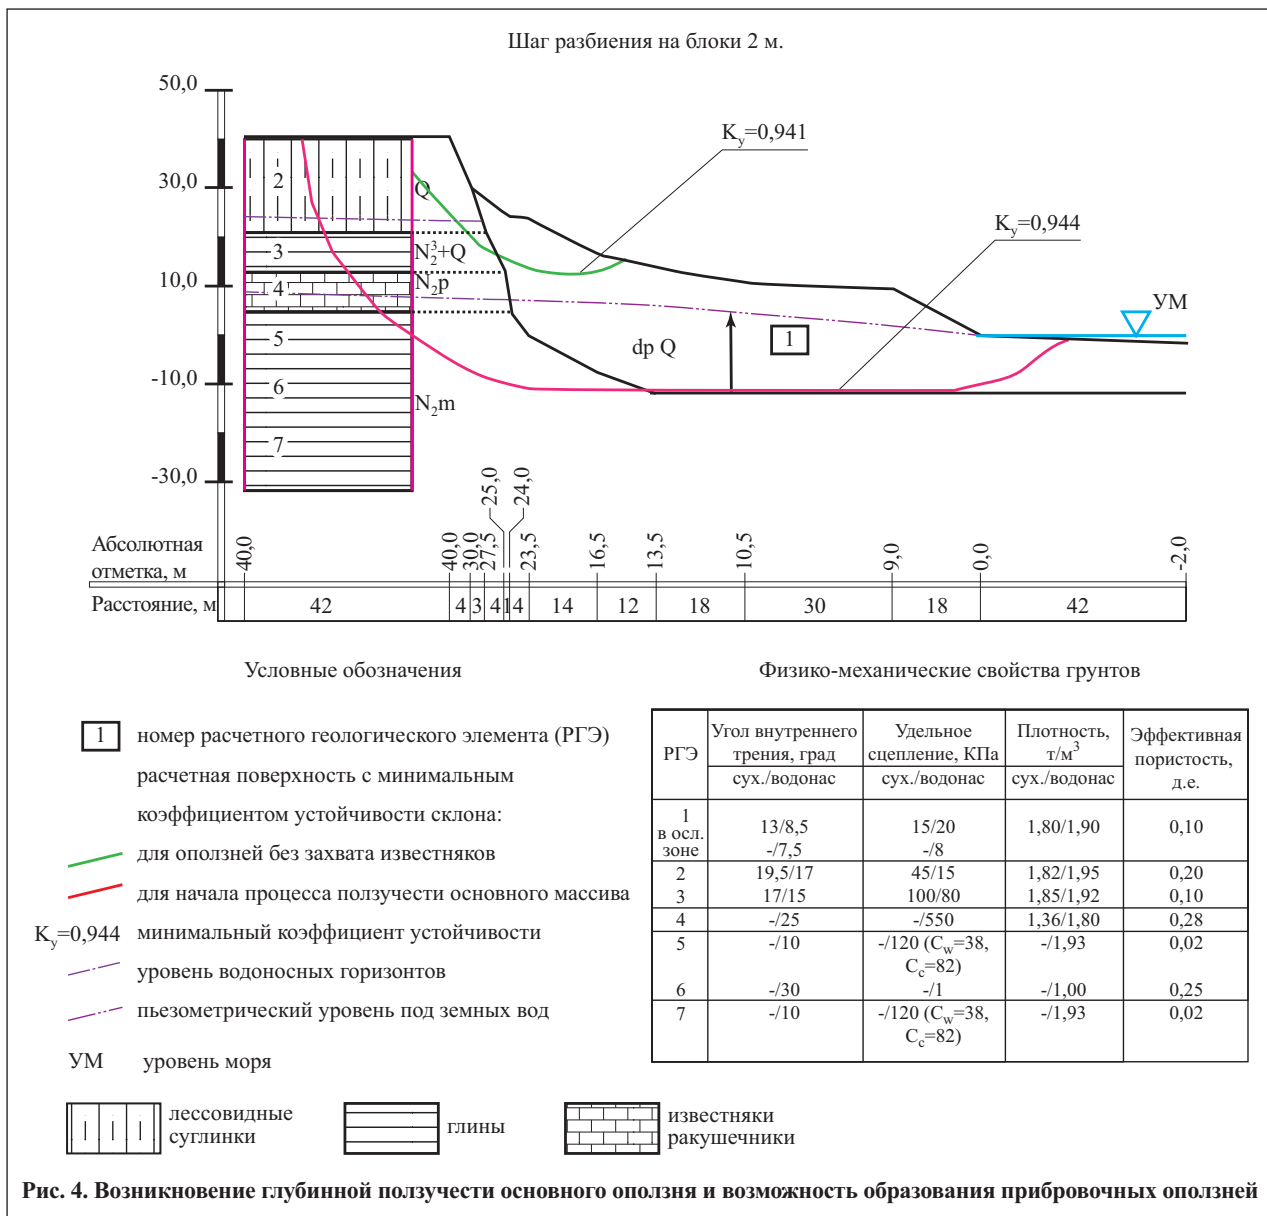 Шаг разбиения на блоки 2 м.
50,0
30,0
10,0
-10,0
-30,0
K_y=0,941
K_y=0,944
УМ
2
Q
3
N₂³+Q
4
N₂p
5
6
7
N₂m
dp Q
1
Абсолютная
отметка, м
40,0 40,0 30,0 27,5 25,0 24,0 23,5 16,5 13,5 10,5 9,0 0,0 -2,0
Расстояние, м
42 4 3 4 1 4 14 12 18 30 18 42
Условные обозначения
1 номер расчетного геологического элемента (РГЭ)
расчетная поверхность с минимальным
коэффициентом устойчивости склона:
для оползней без захвата известняков
для начала процесса ползучести основного массива
K_y=0,944 минимальный коэффициент устойчивости
уровень водоносных горизонтов
пьезометрический уровень под земных вод
УМ уровень моря
лессовидные
суглинки
глины
известняки
ракушечники
Физико-механические свойства грунтов
РГЭ
Угол внутреннего
трения, град
сух./водонас
Удельное
сцепление, КПа
сух./водонас
Плотность,
т/м³
сух./водонас
Эффективная
пористость,
д.е.
1 13/8,5 15/20 1,80/1,90 0,10
в осл.
зоне -/7,5 -/8
2 19,5/17 45/15 1,82/1,95 0,20
3 17/15 100/80 1,85/1,92 0,10
4 -/25 -/550 1,36/1,80 0,28
5 -/10 -/120 (C_w=38, -/1,93 0,02
C_c=82)
6 -/30 -/1 -/1,00 0,25
7 -/10 -/120 (C_w=38, -/1,93 0,02
C_c=82)
Рис. 4. Возникновение глубинной ползучести основного оползня и возможность образования прибровочных оползней